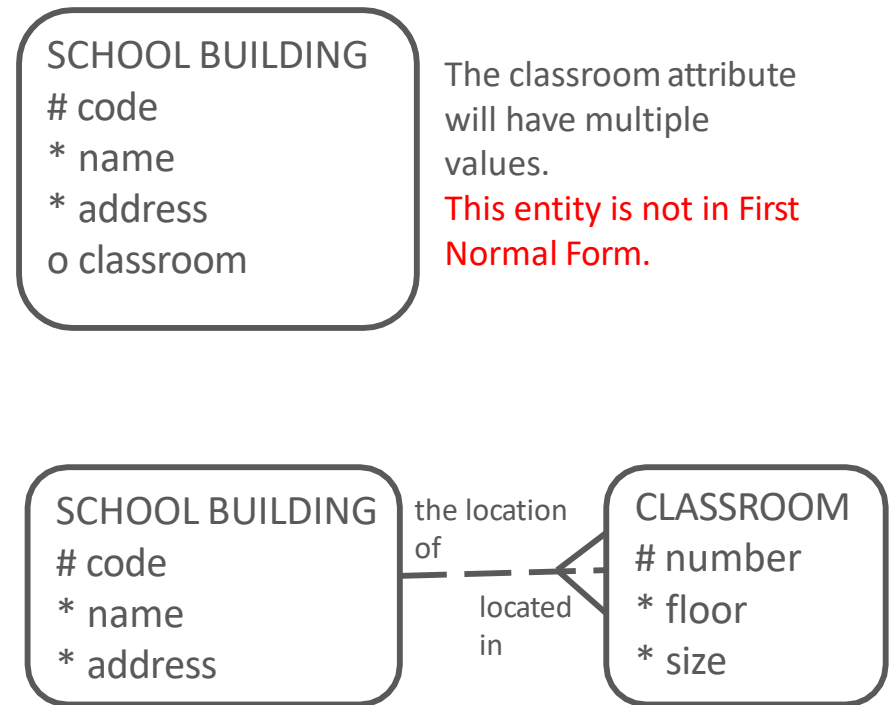 SCHOOL BUILDING
# code
* name
* address
o classroom
The classroom attribute
will have multiple
values.
This entity is not in First
Normal Form.
SCHOOL BUILDING
# code
* name
* address
the location
of
located
in
CLASSROOM
# number
* floor
* size